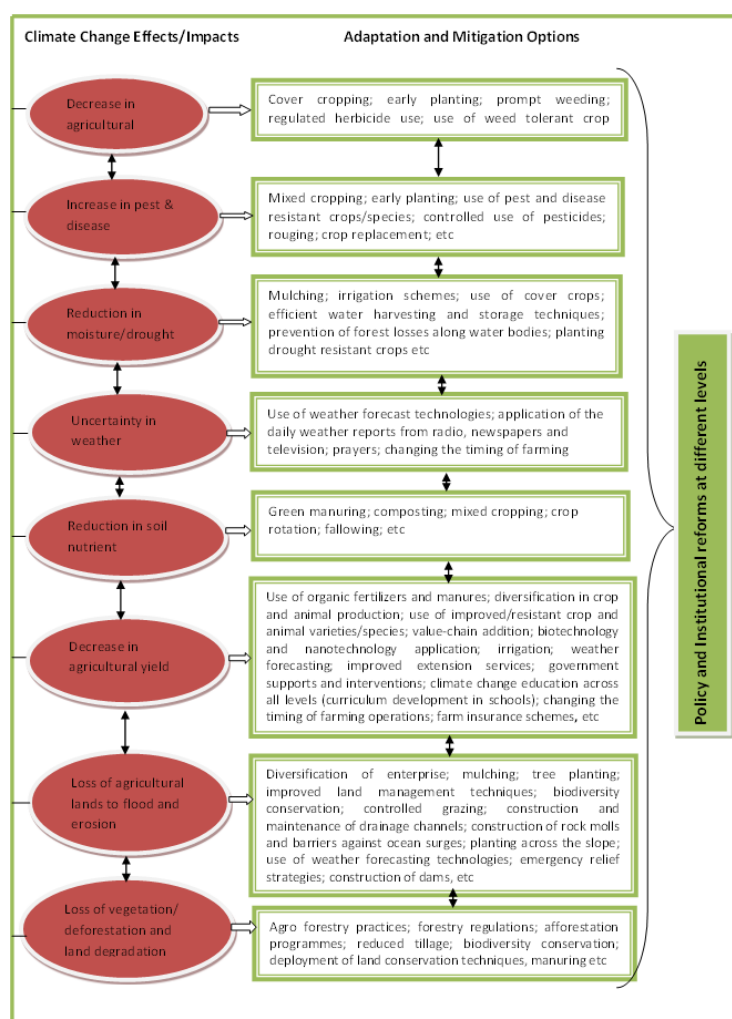 Climate Change Effects/Impacts
Adaptation and Mitigation Options
Decrease in
agricultural
Cover cropping; early planting; prompt weeding;
regulated herbicide use; use of weed tolerant crop
Increase in pest &
disease
Mixed cropping; early planting; use of pest and disease
resistant crops/species; controlled use of pesticides;
rouging; crop replacement; etc
Reduction in
moisture/drought
Mulching; irrigation schemes; use of cover crops;
efficient water harvesting and storage techniques;
prevention of forest losses along water bodies; planting
drought resistant crops etc
Uncertainty in
weather
Use of weather forecast technologies; application of the
daily weather reports from radio, newspapers and
television; prayers; changing the timing of farming
Reduction in soil
nutrient
Green manuring; composting; mixed cropping; crop
rotation; fallowing; etc
Decrease in
agricultural yield
Use of organic fertilizers and manures; diversification in crop
and animal production; use of improved/resistant crop and
animal varieties/species; value-chain addition; biotechnology
and nanotechnology application; irrigation; weather
forecasting; improved extension services; government
supports and interventions; climate change education across
all levels (curriculum development in schools); changing the
timing of farming operations; farm insurance schemes, etc
Loss of agricultural
lands to flood and
erosion
Diversification of enterprise; mulching; tree planting;
improved land management techniques; biodiversity
conservation; controlled grazing; construction and
maintenance of drainage channels; construction of rock molls
and barriers against ocean surges; planting across the slope;
use of weather forecasting technologies; emergency relief
strategies; construction of dams, etc
Loss of vegetation/
deforestation and
land degradation
Agro forestry practices; forestry regulations; afforestation
programmes; reduced tillage; biodiversity conservation;
deployment of land conservation techniques, manuring etc
Policy and Institutional reforms at different levels